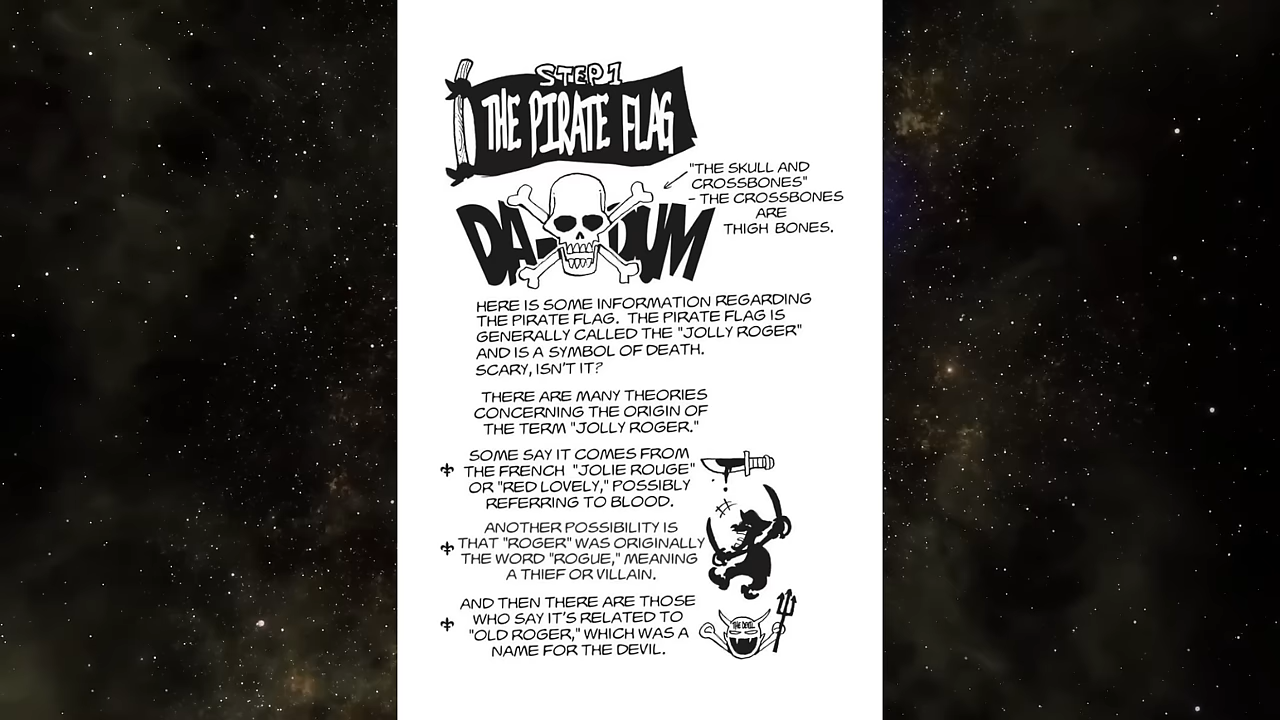 STEP 1
THE PIRATE FLAG
"THE SKULL AND
CROSSBONES"
- THE CROSSBONES
ARE
THIGH BONES.
DA-DUM
HERE IS SOME INFORMATION REGARDING
THE PIRATE FLAG. THE PIRATE FLAG IS
GENERALLY CALLED THE "JOLLY ROGER"
AND IS A SYMBOL OF DEATH.
SCARY, ISN'T IT?
THERE ARE MANY THEORIES
CONCERNING THE ORIGIN OF
THE TERM "JOLLY ROGER."
SOME SAY IT COMES FROM
THE FRENCH "JOLIE ROUGE"
OR "RED LOVELY," POSSIBLY
REFERRING TO BLOOD.
ANOTHER POSSIBILITY IS
THAT "ROGER" WAS ORIGINALLY
THE WORD "ROGUE," MEANING
A THIEF OR VILLAIN.
AND THEN THERE ARE THOSE
WHO SAY IT'S RELATED TO
"OLD ROGER," WHICH WAS A
NAME FOR THE DEVIL.
THE DEVIL